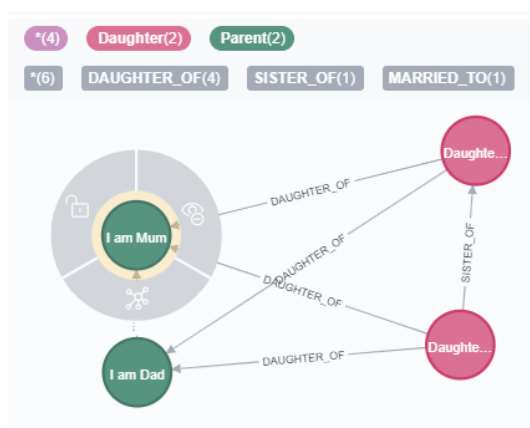 *(4) Daughter(2) Parent(2)
*(6) DAUGHTER_OF(4) SISTER_OF(1) MARRIED_TO(1)
Daughte...
DAUGHTER_OF
I am Mum
DAUGHTER_OF
SISTER_OF
DAUGHTER_OF
Daughte...
DAUGHTER_OF
I am Dad